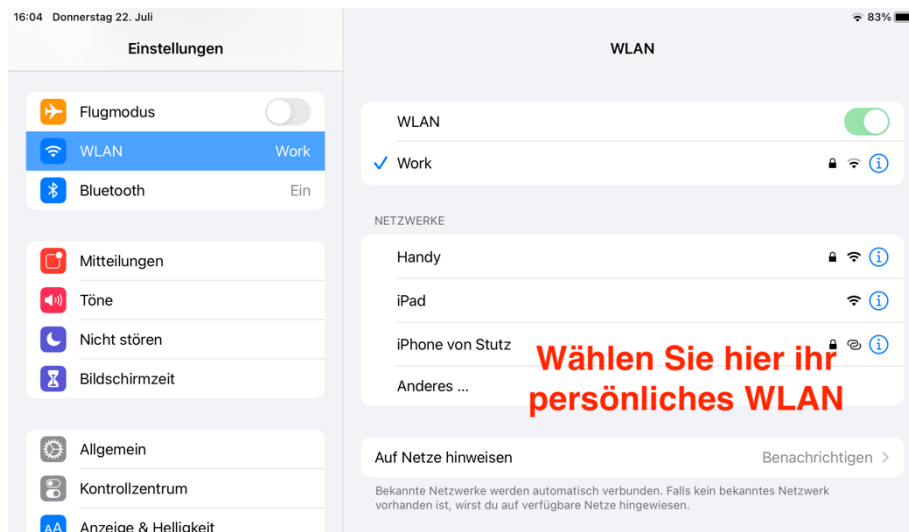 16:04 Donnerstag 22. Juli
83%
Einstellungen
Flugmodus
WLAN Work
Bluetooth Ein
Mitteilungen
Töne
Nicht stören
Bildschirmzeit
Allgemein
Kontrollzentrum
AA Anzeige & Helligkeit
WLAN
WLAN
Work
NETZWERKE
Handy
iPad
iPhone von Stutz
Anderes ...
Wählen Sie hier ihr
persönliches WLAN
Auf Netze hinweisen Benachrichtigen
Bekannte Netzwerke werden automatisch verbunden. Falls kein bekanntes Netzwerk
vorhanden ist, wirst du auf verfügbare Netze hingewiesen.